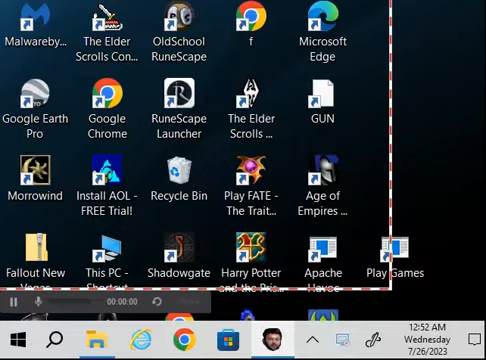 Malwareby...
The Elder
Scrolls Con...
OldSchool
RuneScape
f
Microsoft
Edge
Google Earth
Pro
Google
Chrome
RuneScape
Launcher
The Elder
Scrolls ...
GUN
Morrowind
Install AOL -
FREE Trial!
Recycle Bin
Play FATE -
The Trait...
Age of
Empires ...
Fallout New
This PC -
Shortcut
Shadowgate
Harry Potter
and the Pris...
Apache
Havoc
Play Games
00:00:00
12:52 AM
Wednesday
7/26/2023